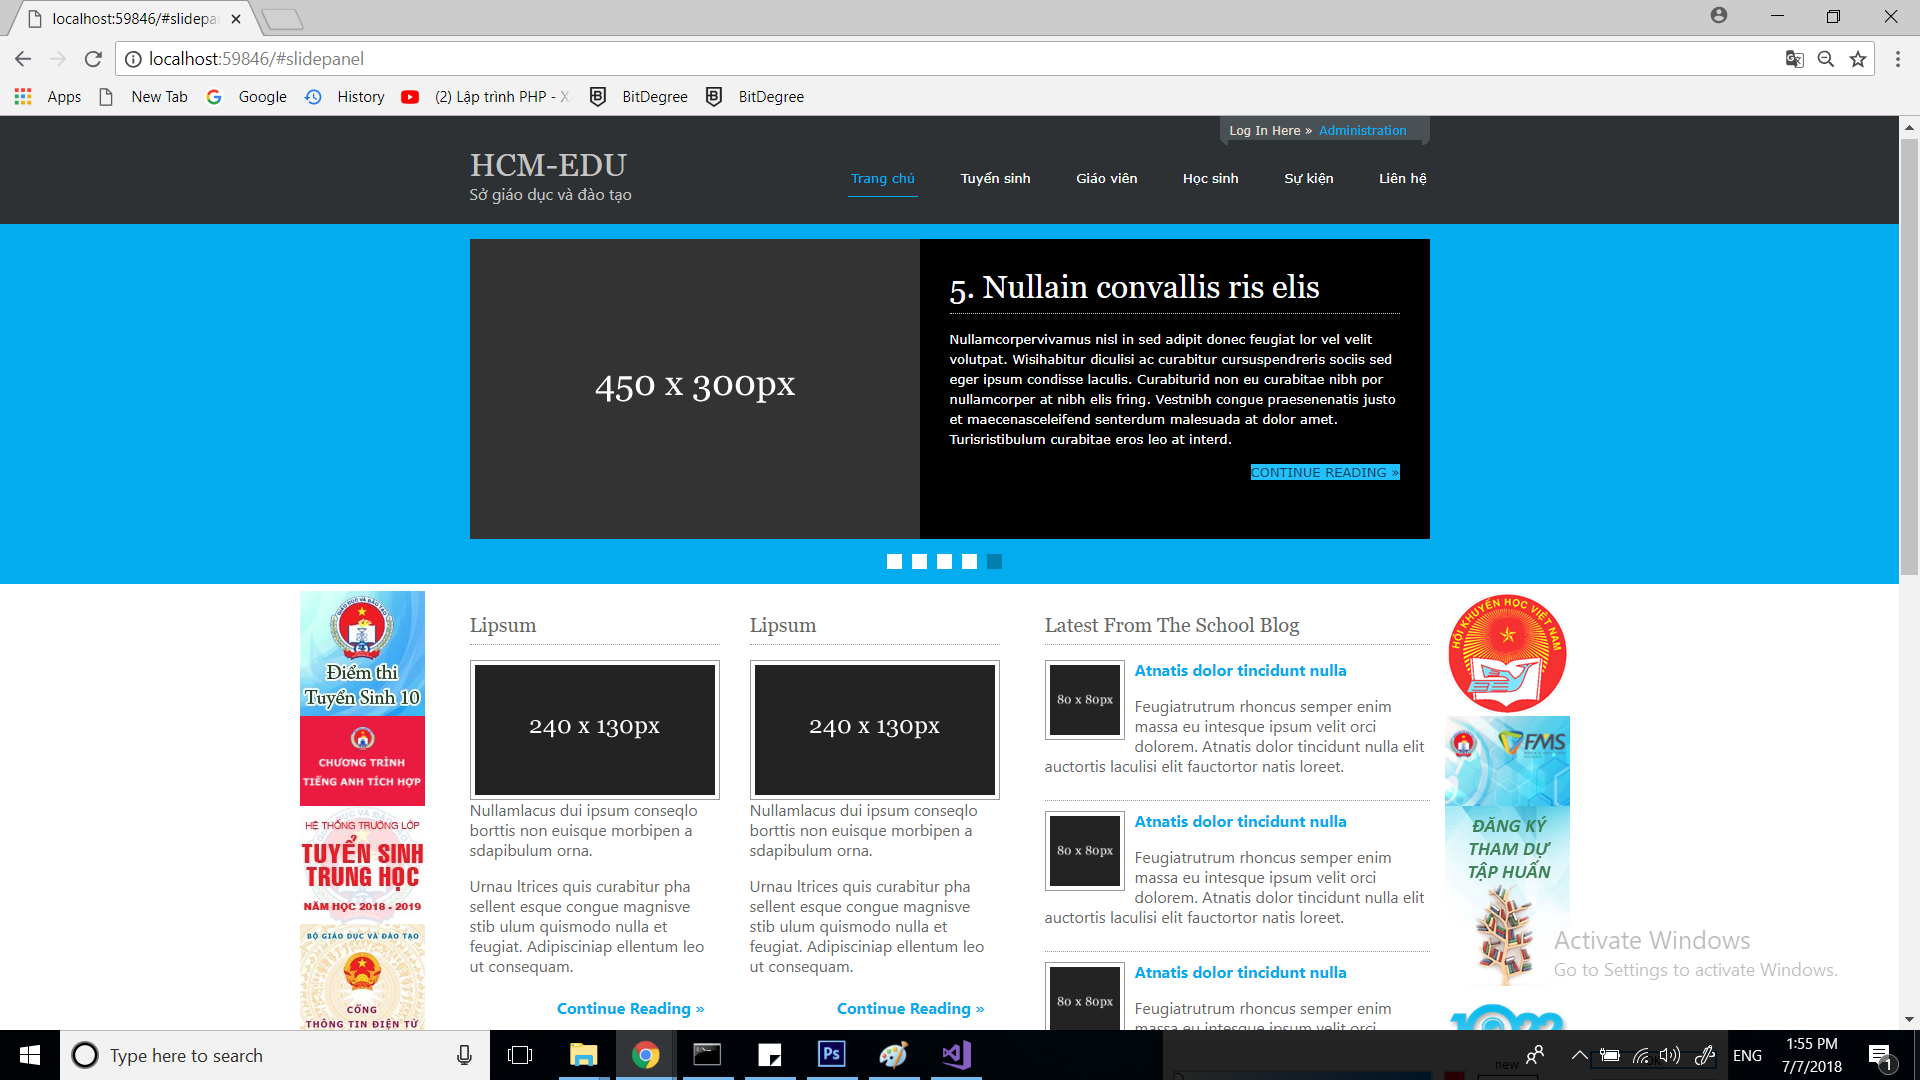 localhost:59846/#slidepa
localhost:59846/#slidepanel
Apps New Tab Google History (2) Lập trình PHP - X BitDegree BitDegree
Log In Here » Administration
HCM-EDU
Sở giáo dục và đào tạo
Trang chủ Tuyển sinh Giáo viên Học sinh Sự kiện Liên hệ
450 x 300px
5. Nullain convallis ris elis
Nullamcorpervivamus nisl in sed adipit donec feugiat lor vel velit
volutpat. Wisihabitur diculisi ac curabitur cursuspendreris sociis sed
eger ipsum condisse laculis. Curabiturid non eu curabitae nibh por
nullamcorper at nibh elis fring. Vestnibh congue praesenenatis justo
et maecenasceleifend senterdum malesuada at dolor amet.
Turisristibulum curabitae eros leo at interd.
CONTINUE READING »
GIÁO DỤC VÀ ĐÀO TẠO
Điểm thi
Tuyển Sinh 10
CHƯƠNG TRÌNH
TIẾNG ANH TÍCH HỢP
HỆ THỐNG TRƯỜNG LỚP
TUYỂN SINH
TRUNG HỌC
NĂM HỌC 2018 - 2019
BỘ GIÁO DỤC VÀ ĐÀO TẠO
CỔNG
THÔNG TIN ĐIỆN TỬ
Lipsum
240 x 130px
Nullamlacus dui ipsum conseqlo
borttis non euisque morbipen a
sdapibulum orna.
Urnau ltrices quis curabitur pha
sellent esque congue magnisve
stib ulum quismodo nulla et
feugiat. Adipisciniap ellentum leo
ut consequam.
Continue Reading »
Lipsum
240 x 130px
Nullamlacus dui ipsum conseqlo
borttis non euisque morbipen a
sdapibulum orna.
Urnau ltrices quis curabitur pha
sellent esque congue magnisve
stib ulum quismodo nulla et
feugiat. Adipisciniap ellentum leo
ut consequam.
Continue Reading »
Latest From The School Blog
80 x 80px
Atnatis dolor tincidunt nulla
Feugiatrutrum rhoncus semper enim
massa eu intesque ipsum velit orci
dolorem. Atnatis dolor tincidunt nulla elit
auctortis laculisi elit fauctortor natis loreet.
80 x 80px
Atnatis dolor tincidunt nulla
Feugiatrutrum rhoncus semper enim
massa eu intesque ipsum velit orci
dolorem. Atnatis dolor tincidunt nulla elit
auctortis laculisi elit fauctortor natis loreet.
80 x 80px
Atnatis dolor tincidunt nulla
Feugiatrutrum rhoncus semper enim
massa eu intesque ipsum velit orci
HỘI KHUYẾN HỌC VIỆT NAM
FMS
ĐĂNG KÝ
THAM DỰ
TẬP HUẤN
1022
Activate Windows
Go to Settings to activate Windows.
Type here to search
Ps
new
ENG
1:55 PM
7/7/2018
1